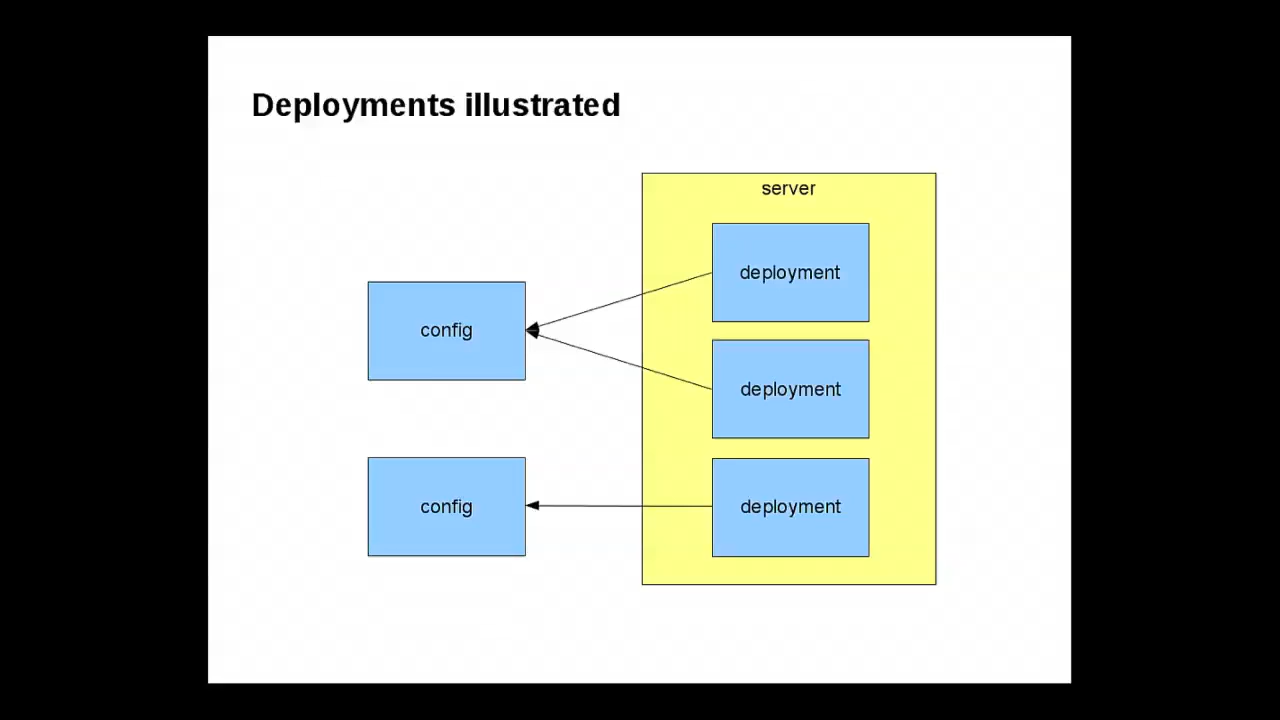 Deployments illustrated
server
deployment
config
deployment
config
deployment